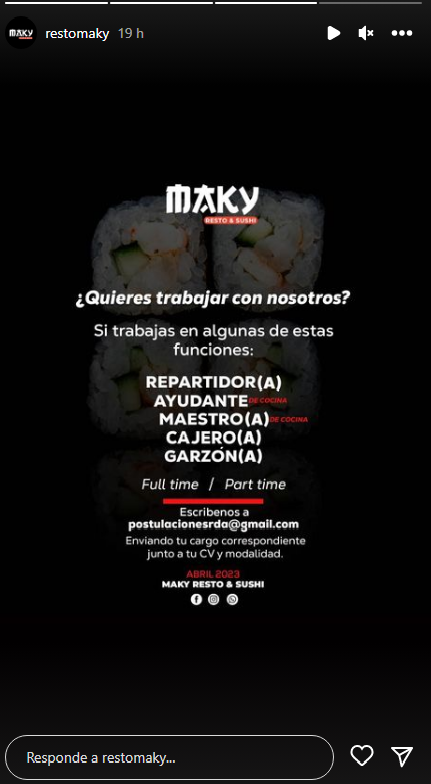 MAKY
restomaky 19 h
MAKY
RESTO & SUSHI
¿Quieres trabajar con nosotros?
Si trabajas en algunas de estas
funciones:
REPARTIDOR(A)
AYUDANTE DE COCINA
MAESTRO(A) DE COCINA
CAJERO(A)
GARZÓN(A)
Full time / Part time
Escribenos a
postulacionesrda@gmail.com
Enviando tu cargo correspondiente
junto a tu CV y modalidad.
ABRIL 2023
MAKY RESTO & SUSHI
Responde a restomaky...